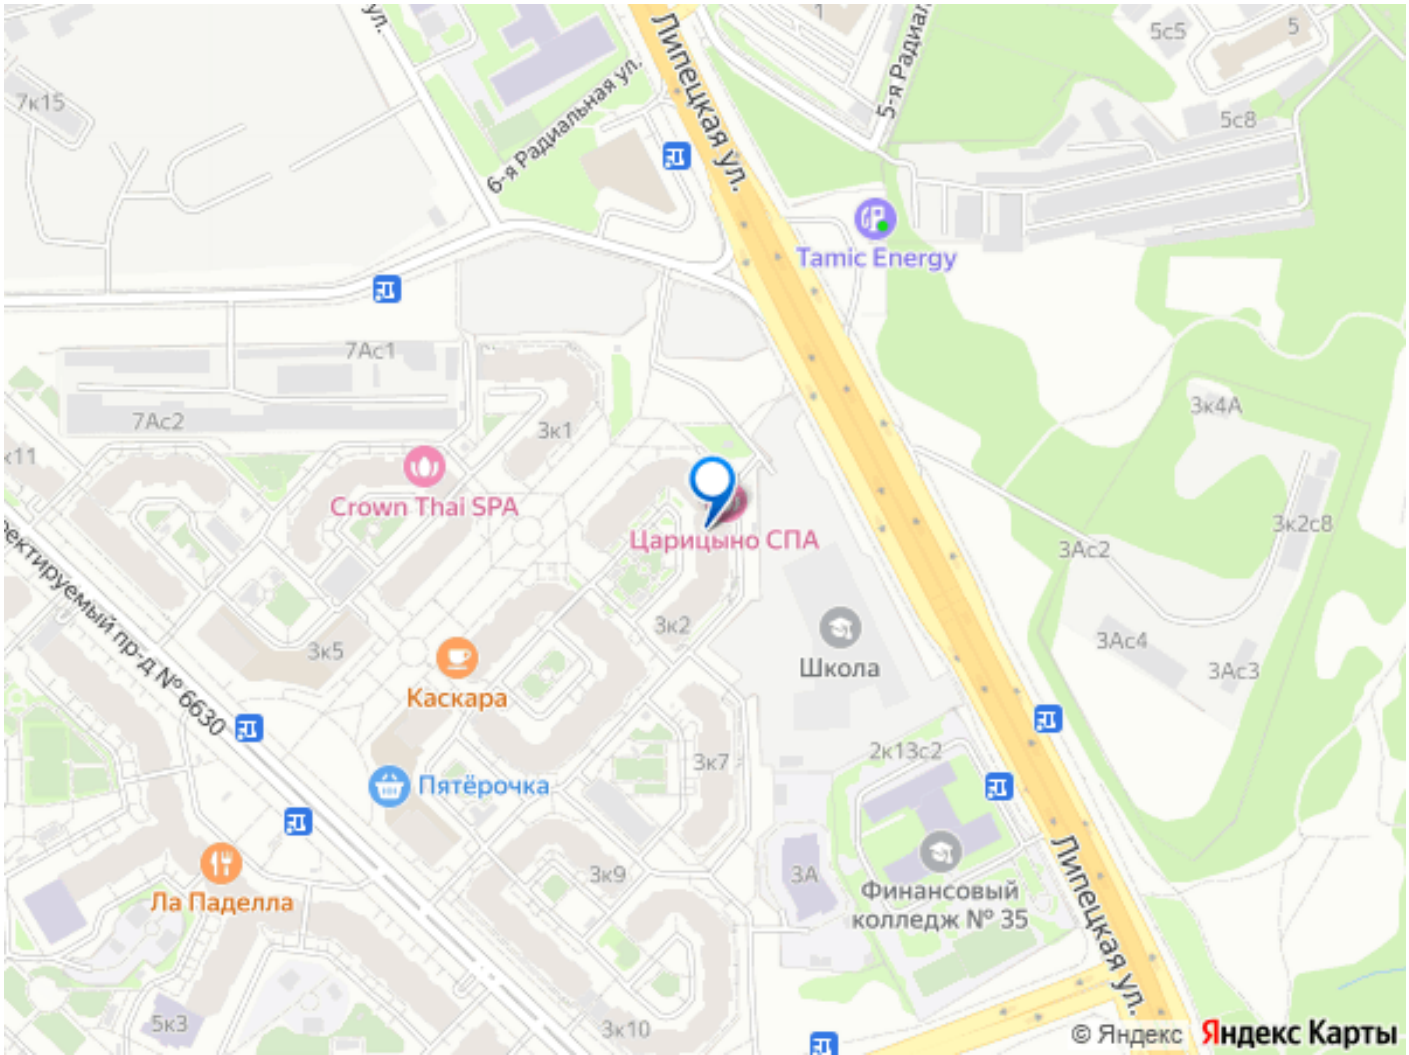 ул.
Липецкая ул.
1
5-я Радиал
5с5
5
7к15
6-я Радиальная ул.
5с8
Tamic Energy
7Ас1
7Ас2
3к1
3к4А
к11
Crown Thai SPA
Царицыно СПА
3к2с8
3Ас2
ректируемый пр-д № 6630
3к5
3к2
Школа
3Ас4
3Ас3
Каскара
2к13с2
3к7
Пятёрочка
Ла Паделла
3к9
3А
Финансовый
колледж № 35
Липецкая ул.
5к3
3к10
© Яндекс Яндекс Карты